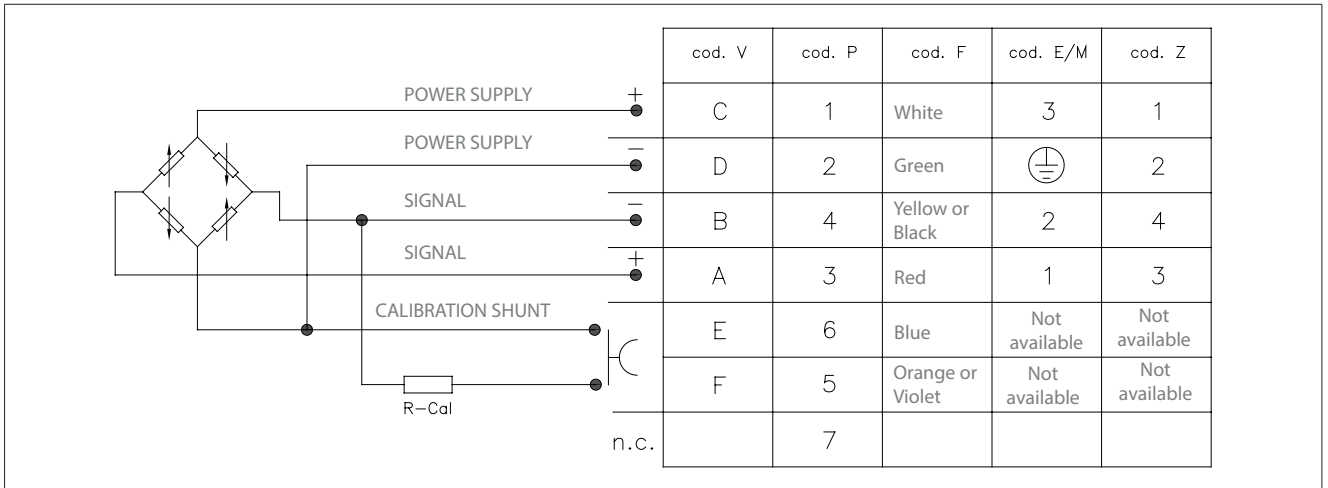 cod. V cod. P cod. F cod. E/M cod. Z
POWER SUPPLY + C 1 White 3 1
POWER SUPPLY – D 2 Green 2
SIGNAL – B 4 Yellow or 2 4
Black
SIGNAL + A 3 Red 1 3
CALIBRATION SHUNT E 6 Blue Not Not
available available
F 5 Orange or Not Not
Violet available available
R–Cal
n.c. 7